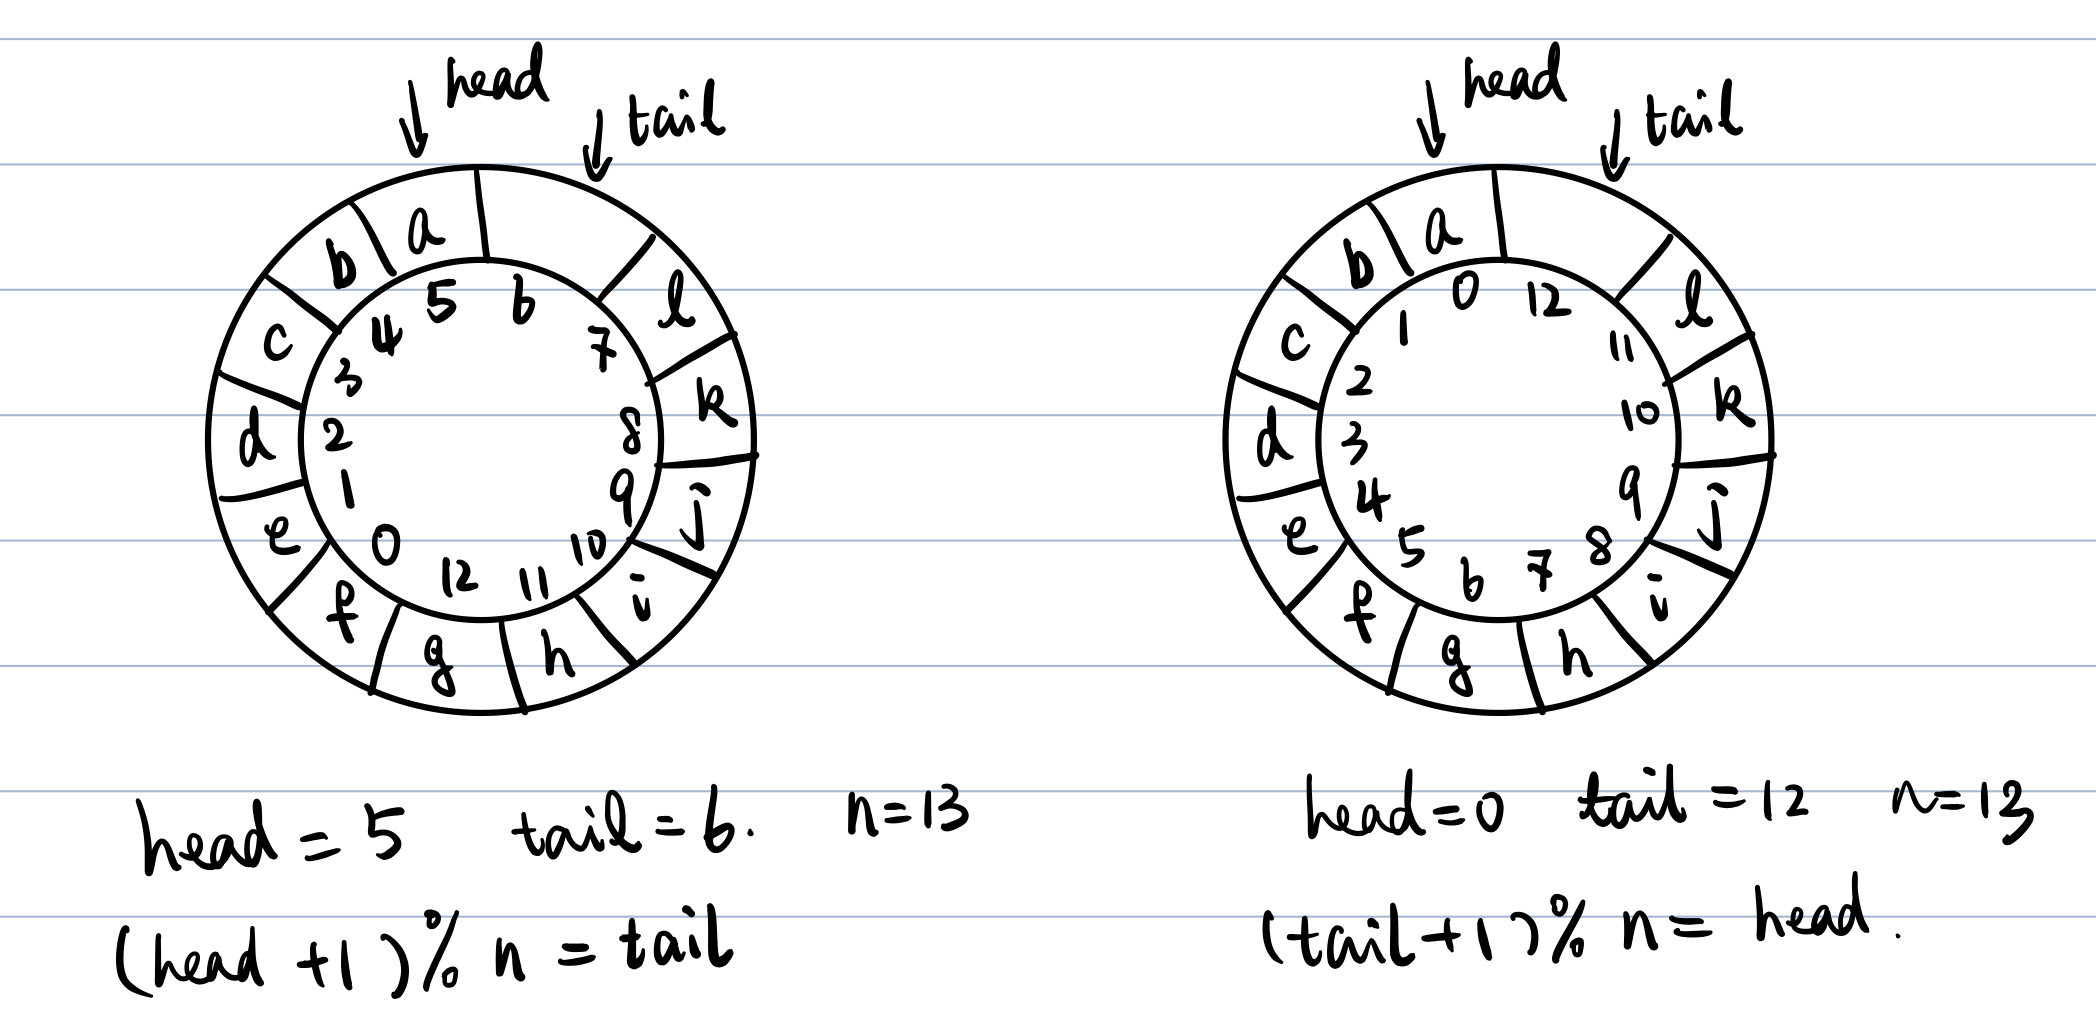 head
tail
a
b
c
d
e
f
g
h
i
j
k
l
5
4
3
2
1
0
12
11
10
9
8
7
6
head = 5 tail = 6. n=13
(head +1)% n = tail
head
tail
a
b
c
d
e
f
g
h
i
j
k
l
0
1
2
3
4
5
6
7
8
9
10
11
12
head=0 tail=12 n=13
(tail+1)% n= head.